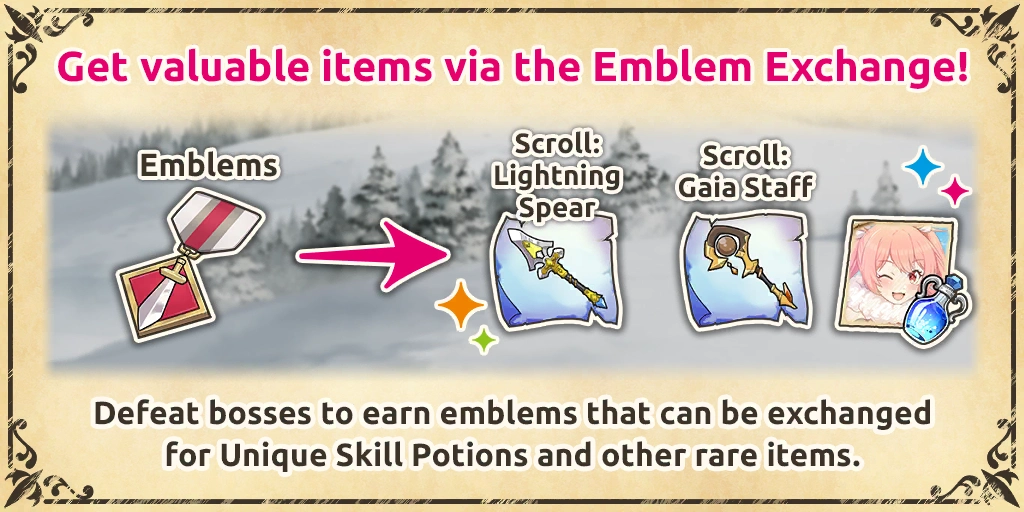 Get valuable items via the Emblem Exchange!
Emblems
Scroll:
Lightning
Spear
Scroll:
Gaia Staff
Defeat bosses to earn emblems that can be exchanged
for Unique Skill Potions and other rare items.